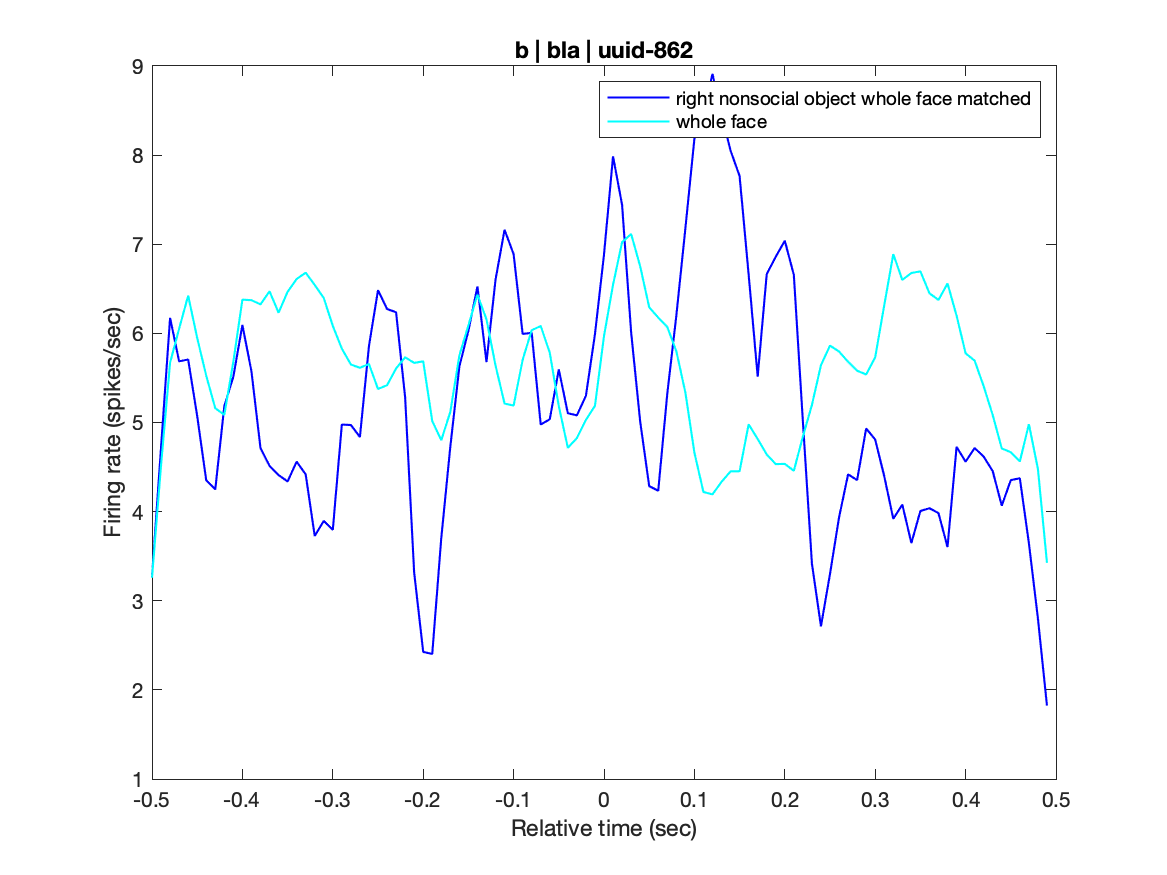 b | bla | uuid-862
right nonsocial object whole face matched
whole face
Firing rate (spikes/sec)
9
8
7
6
5
4
3
2
1
-0.5 -0.4 -0.3 -0.2 -0.1 0 0.1 0.2 0.3 0.4 0.5
Relative time (sec)